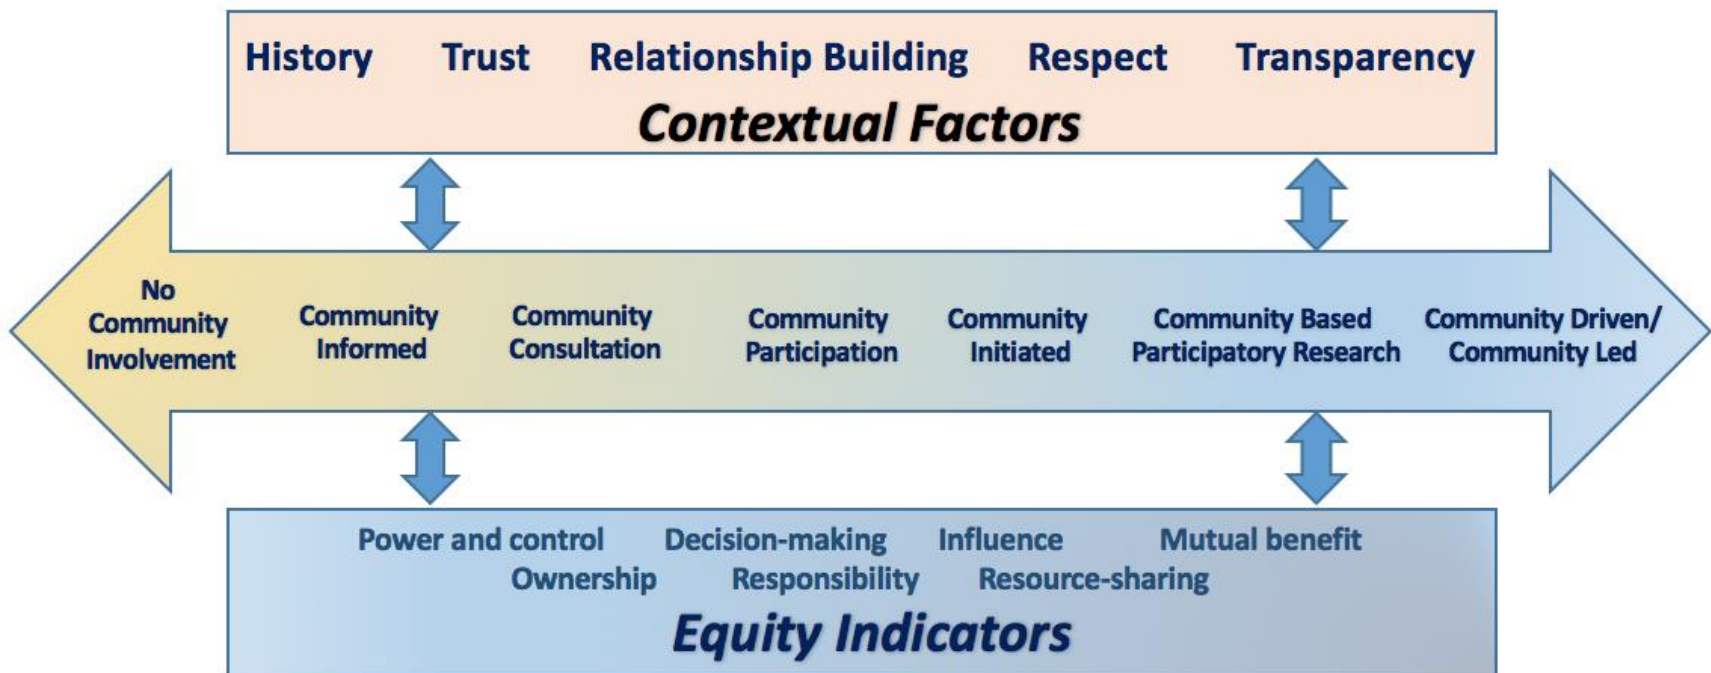 History Trust Relationship Building Respect Transparency
Contextual Factors
No
Community
Involvement
Community
Informed
Community
Consultation
Community
Participation
Community
Initiated
Community Based
Participatory Research
Community Driven/
Community Led
Power and control Decision-making Influence Mutual benefit
Ownership Responsibility Resource-sharing
Equity Indicators